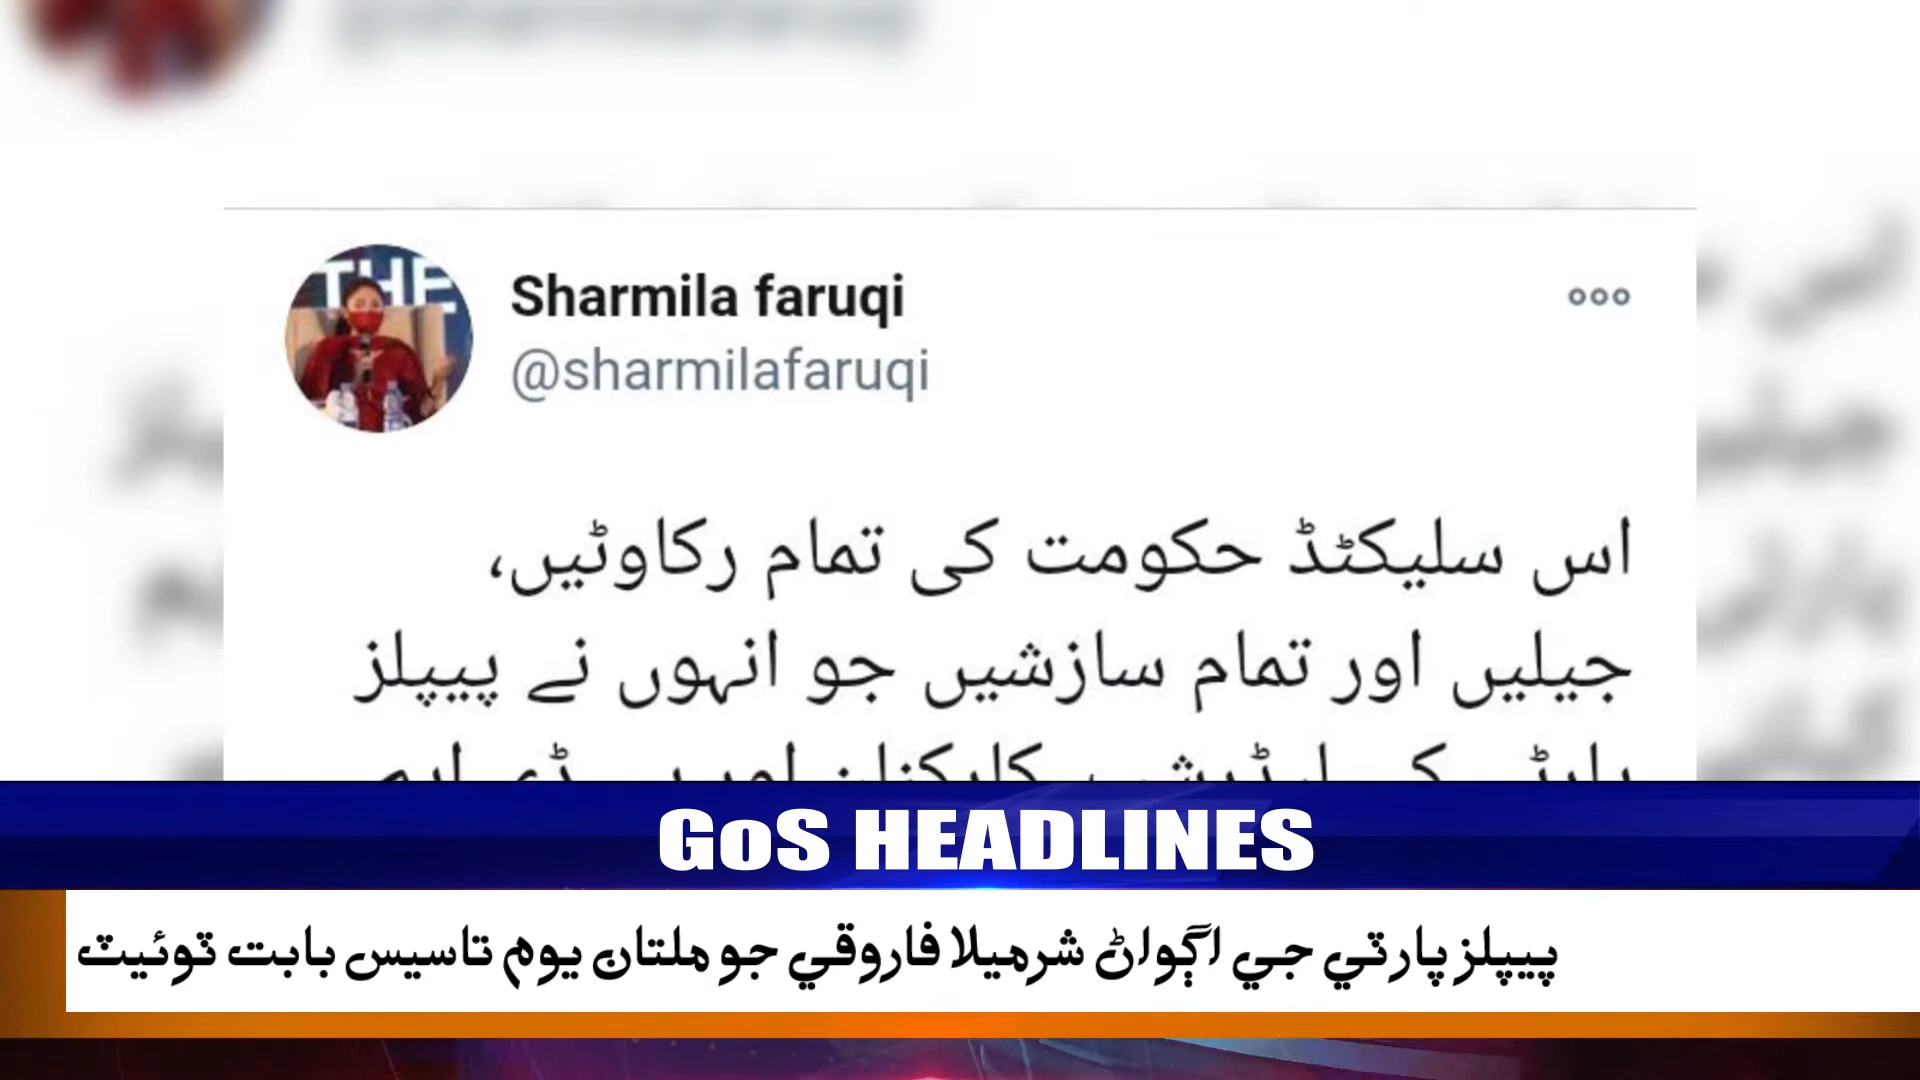 THE
Sharmila faruqi
@sharmilafaruqi
اس سلیکٹڈ حکومت کی تمام رکاوٹیں،
جیلیں اور تمام سازشیں جو انہوں نے پیپلز
GoS HEADLINES
پيپلز پارٽي جي اڳواڻ شرميلا فاروقي جو ملتان يوم تاسيس بابت ٽوئيٽ